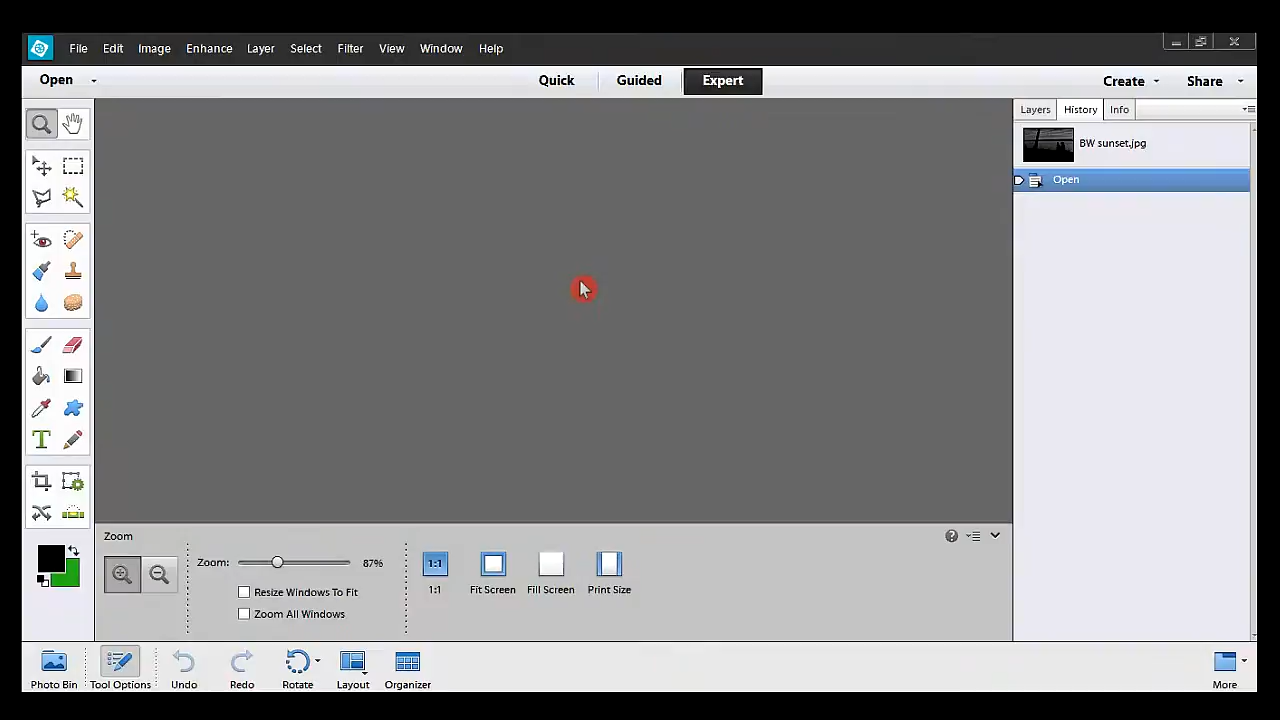 File Edit Image Enhance Layer Select Filter View Window Help
Open Quick Guided Expert Create Share
Layers History Info
BW sunset.jpg
Open
T
Zoom
Zoom: 87%
Resize Windows To Fit
Zoom All Windows
1:1
1:1 Fit Screen Fill Screen Print Size
Photo Bin Tool Options Undo Redo Rotate Layout Organizer More